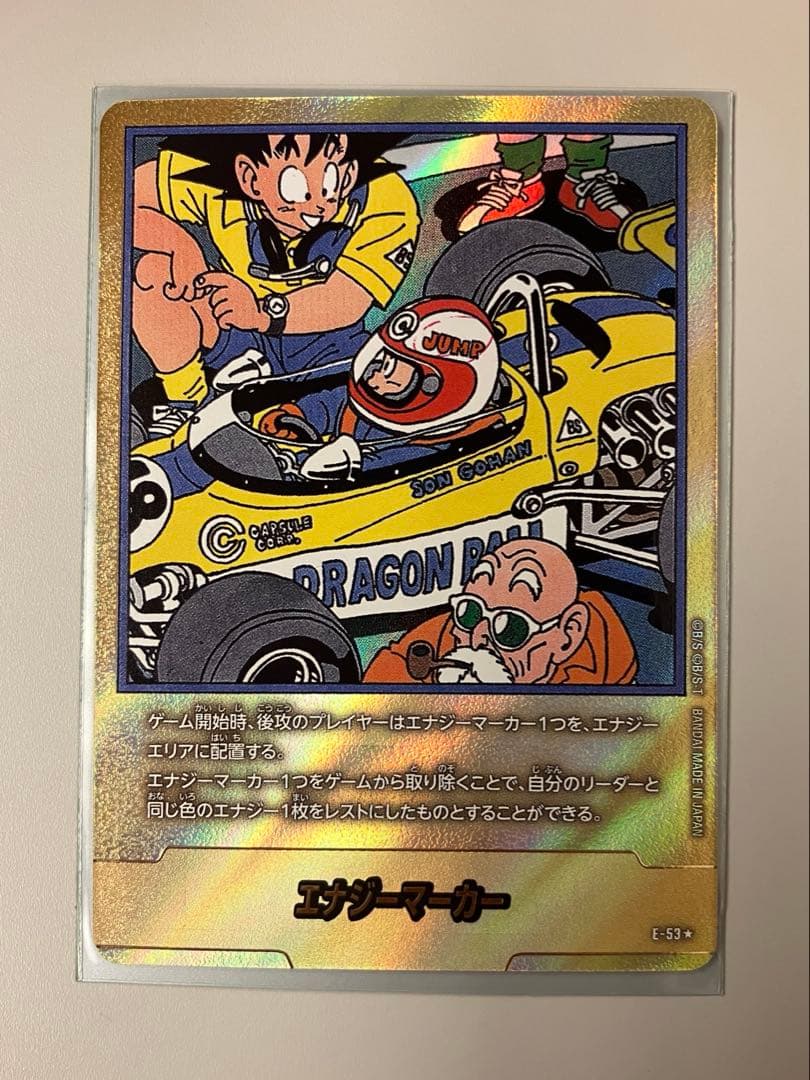 BS
C JUMP
BS
SON GOHAN
9
C CAPSULE
CORP.
DRAGON BALL
ゲーム開始時、後攻のプレイヤーはエナジーマーカー1つを、エナジー
エリアに配置する。
エナジーマーカー1つをゲームから取り除くことで、自分のリーダーと
同じ色のエナジー1枚をレストにしたものとすることができる。
©B/S ©B/S･T BANDAI MADE IN JAPAN
エナジーマーカー
E-53★